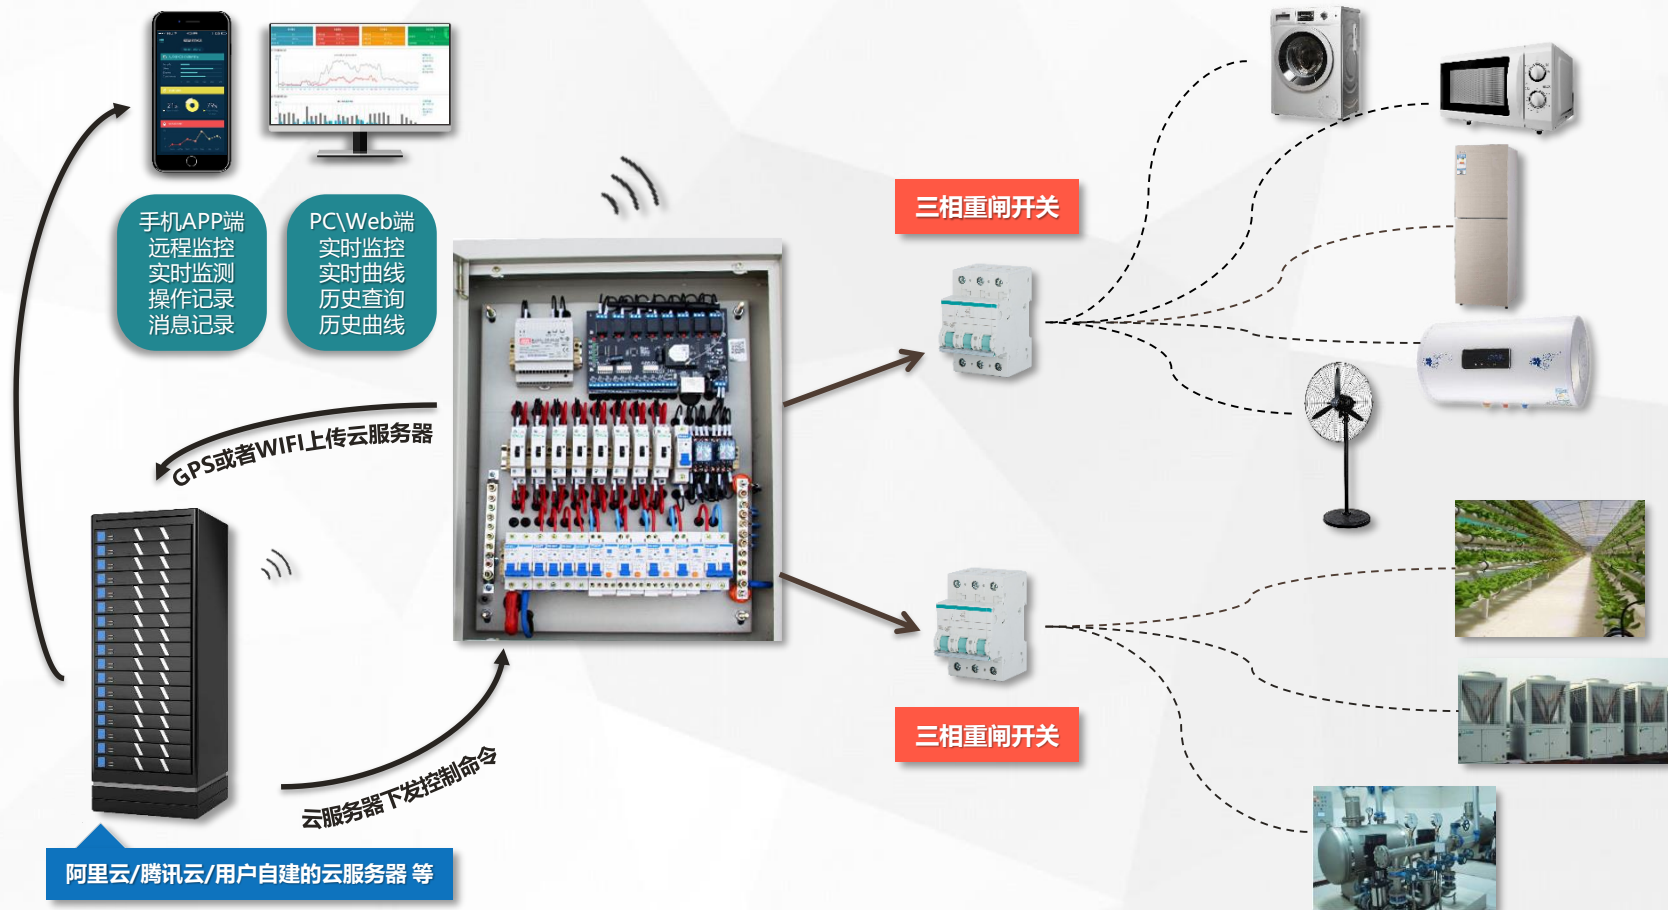 手机APP端
远程监控
实时监测
操作记录
消息记录
PC\Web端
实时监控
实时曲线
历史查询
历史曲线
三相重闸开关
GPS或者WIFI上传云服务器
云服务器下发控制命令
三相重闸开关
阿里云/腾讯云/用户自建的云服务器 等